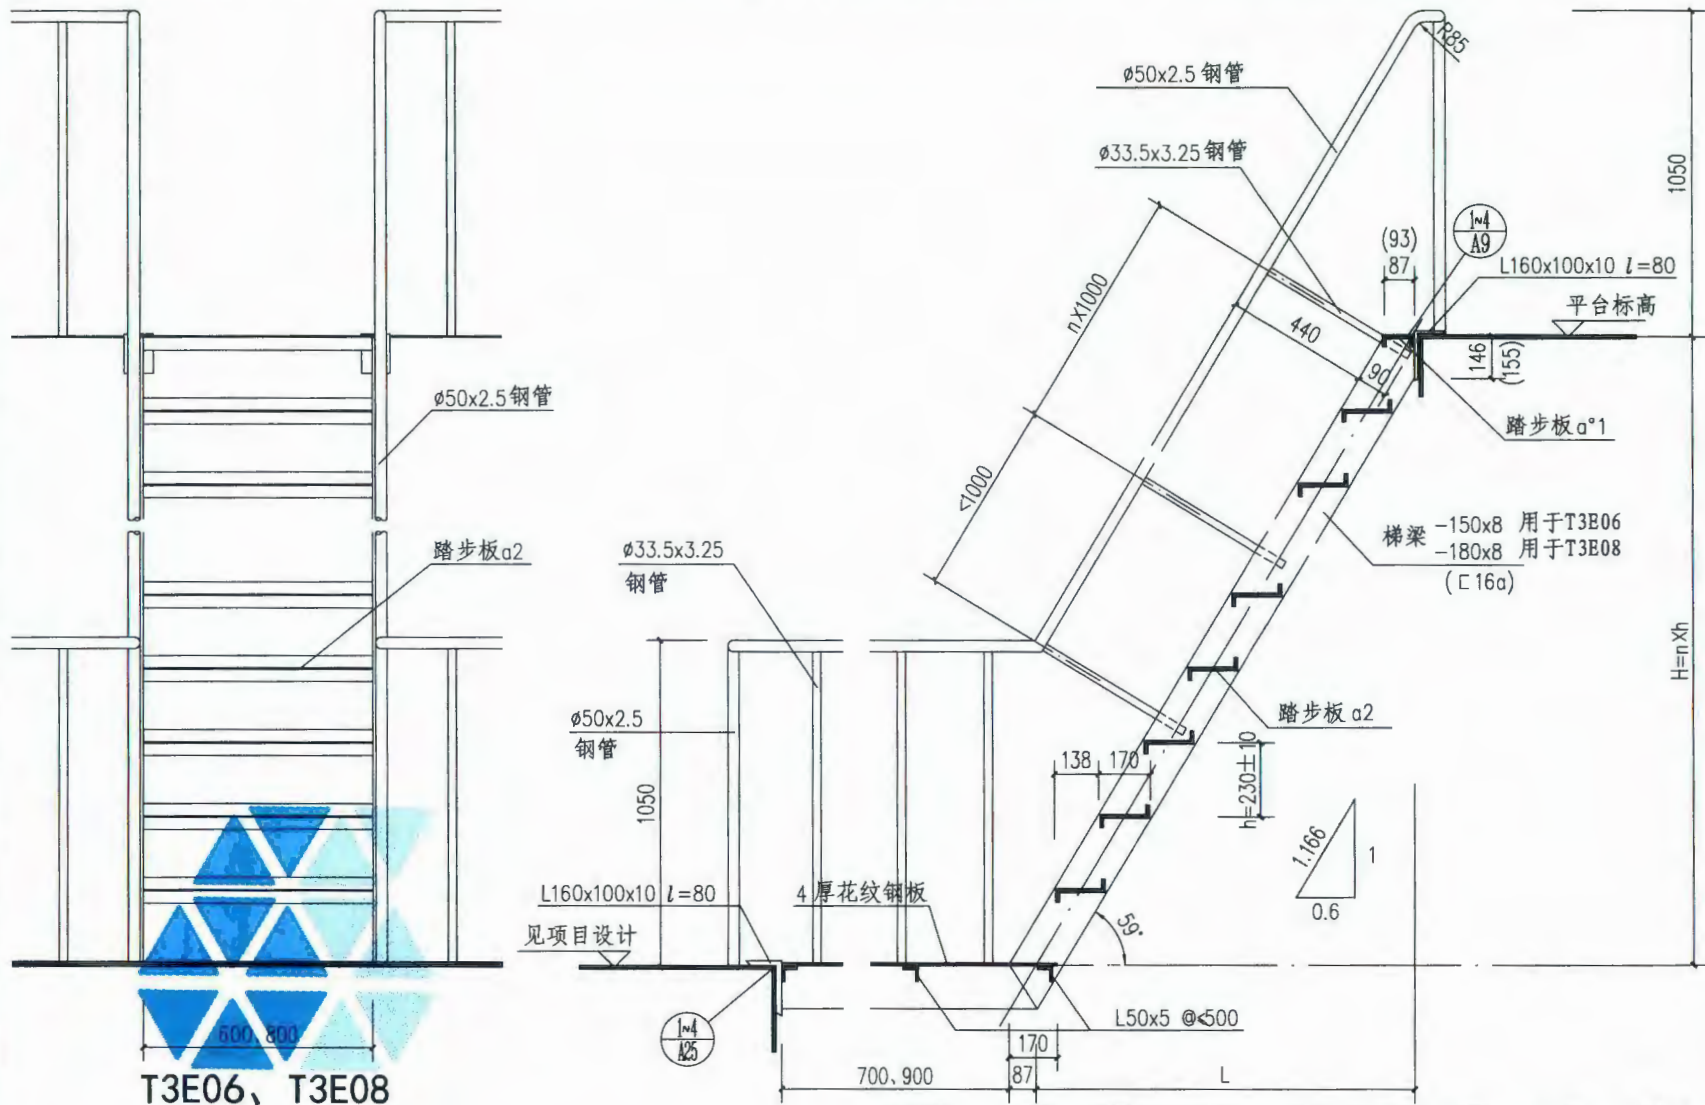 R85
ø50x2.5 钢管
ø33.5x3.25 钢管
1050
1~4
A9
(93)
87
L160x100x10 l=80
平台标高
n×1000
440
90
146
(155)
ø50x2.5钢管
踏步板a°1
<1000
梯梁
-150x8 用于T3E06
-180x8 用于T3E08
(⊏16a)
踏步板a2
ø33.5x3.25
钢管
H=n×h
踏步板 a2
ø50x2.5
钢管
138
170
h=230±10
1050
1.166
1
0.6
L160x100x10 l=80
4 厚花纹钢板
59°
见项目设计
1~4
A25
L50x5 @<500
600,800
170
700,900
87
L
T3E06、T3E08